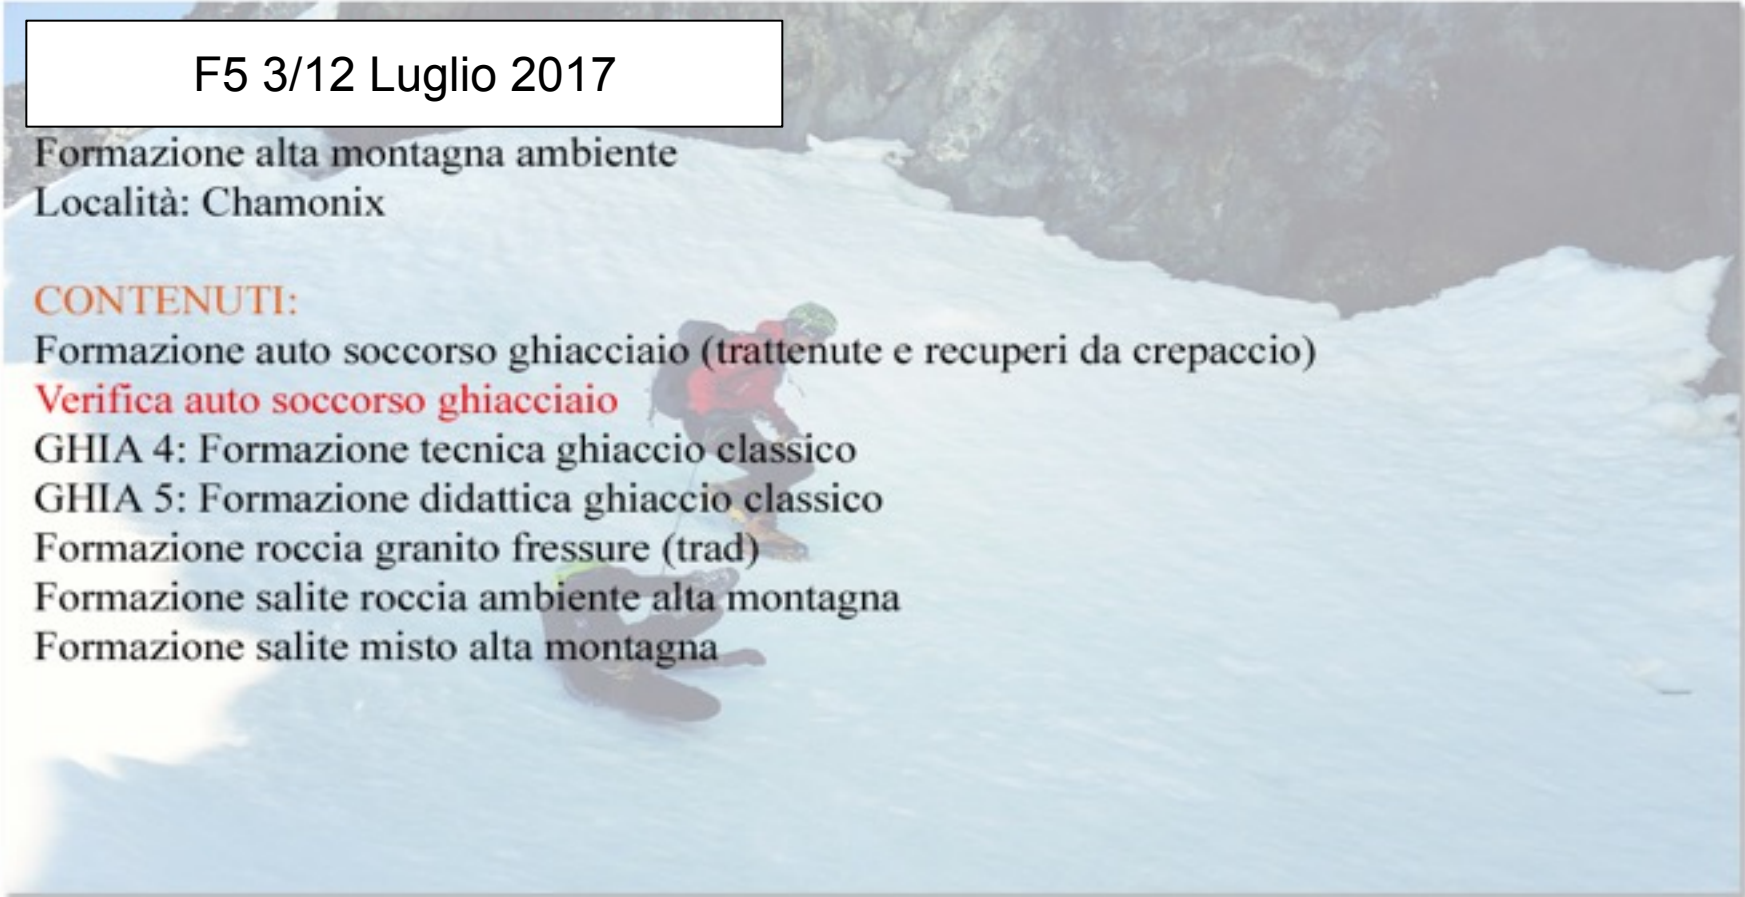 F5 3/12 Luglio 2017
Formazione alta montagna ambiente
Località: Chamonix
CONTENUTI:
Formazione auto soccorso ghiacciaio (trattenute e recuperi da crepaccio)
Verifica auto soccorso ghiacciaio
GHIA 4: Formazione tecnica ghiaccio classico
GHIA 5: Formazione didattica ghiaccio classico
Formazione roccia granito fressure (trad)
Formazione salite roccia ambiente alta montagna
Formazione salite misto alta montagna